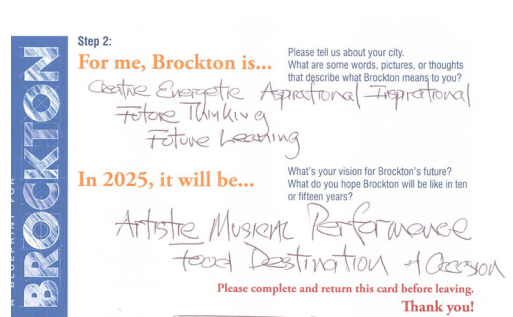 Step 2:
For me, Brockton is...
Please tell us about your city.
What are some words, pictures, or thoughts
that describe what Brockton means to you?
Creative Energetic Aspirational Inspirational
Future Thinking
Future Leaning
In 2025, it will be...
What's your vision for Brockton's future?
What do you hope Brockton will be like in ten
or fifteen years?
Artistic Musical Performance
Food Destination of Occasion
Please complete and return this card before leaving.
Thank you!
A BLUEPRINT FOR
BROCKTON